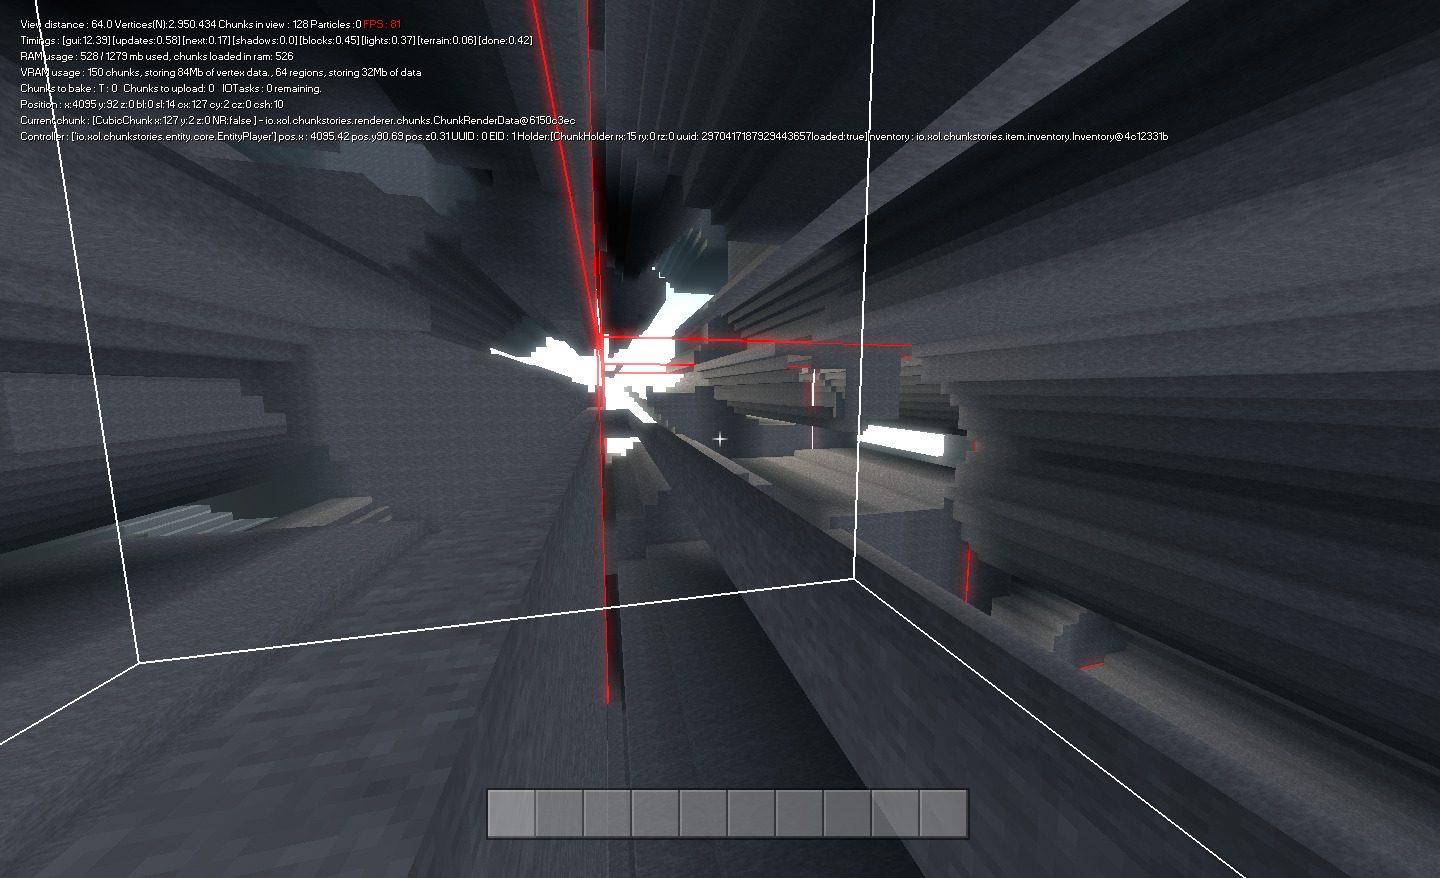 View distance : 64.0 Vertices(N):2.950.434 Chunks in view : 128 Particles :0 FPS : 81
Timings : [gui:12.39][updates:0.58][next:0.17][shadows:0.0][blocks:0.45][lights:0.37][terrain:0.06][done:0.42]
RAM usage : 528 / 1279 mb used, chunks loaded in ram: 526
VRAM usage : 150 chunks, storing 84Mb of vertex data., 64 regions, storing 32Mb of data
Chunks to bake : T : 0 Chunks to upload: 0 IOTasks : 0 remaining.
Position : x:4095 y:92 z:0 bl:0 sl:14 cx:127 cy:2 cz:0 csh:10
Current chunk : [CubicChunk x:127 y:2 z:0 NR:false ] - io.xol.chunkstories.renderer.chunks.ChunkRenderData@6150c3ec
Controller : ['io.xol.chunkstories.entity.core.EntityPlayer'] pos.x : 4095.42 pos.y90.69 pos.z0.31 UUID : 0 EID : 1 Holder:[ChunkHolder rx:15 ry:0 rz:0 uuid: 2970417187929443657loaded:true]Inventory : io.xol.chunkstories.item.inventory.Inventory@4c12331b